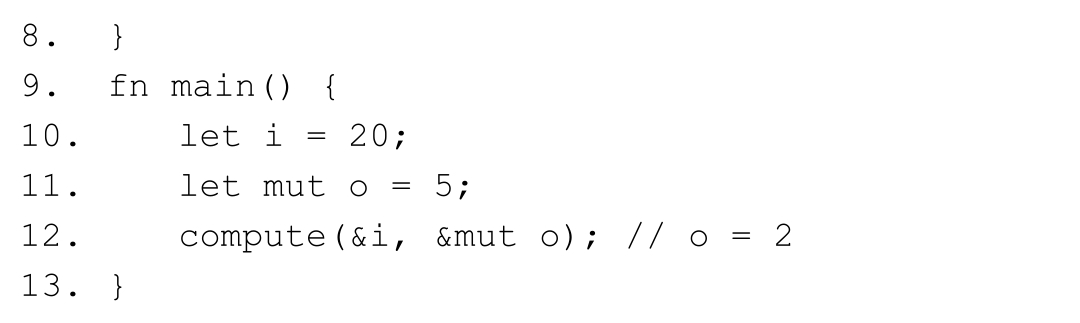 8. }
9. fn main() {
10. let i = 20;
11. let mut o = 5;
12. compute(&i, &mut o); // o = 2
13. }